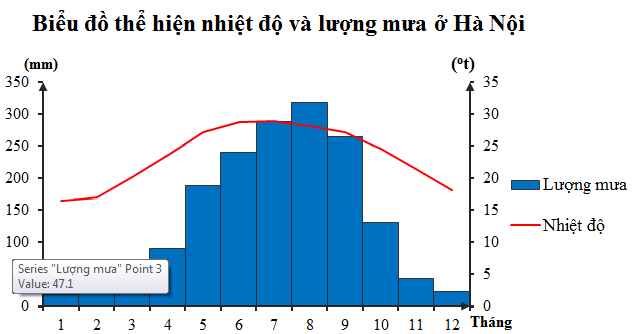 Biểu đồ thể hiện nhiệt độ và lượng mưa ở Hà Nội
(mm)
(ºt)
350
300
250
200
150
100
0
35
30
25
20
15
10
5
0
Series "Lượng mưa" Point 3
Value: 47.1
1 2 3 4 5 6 7 8 9 10 11 12 Tháng
Lượng mưa
Nhiệt độ